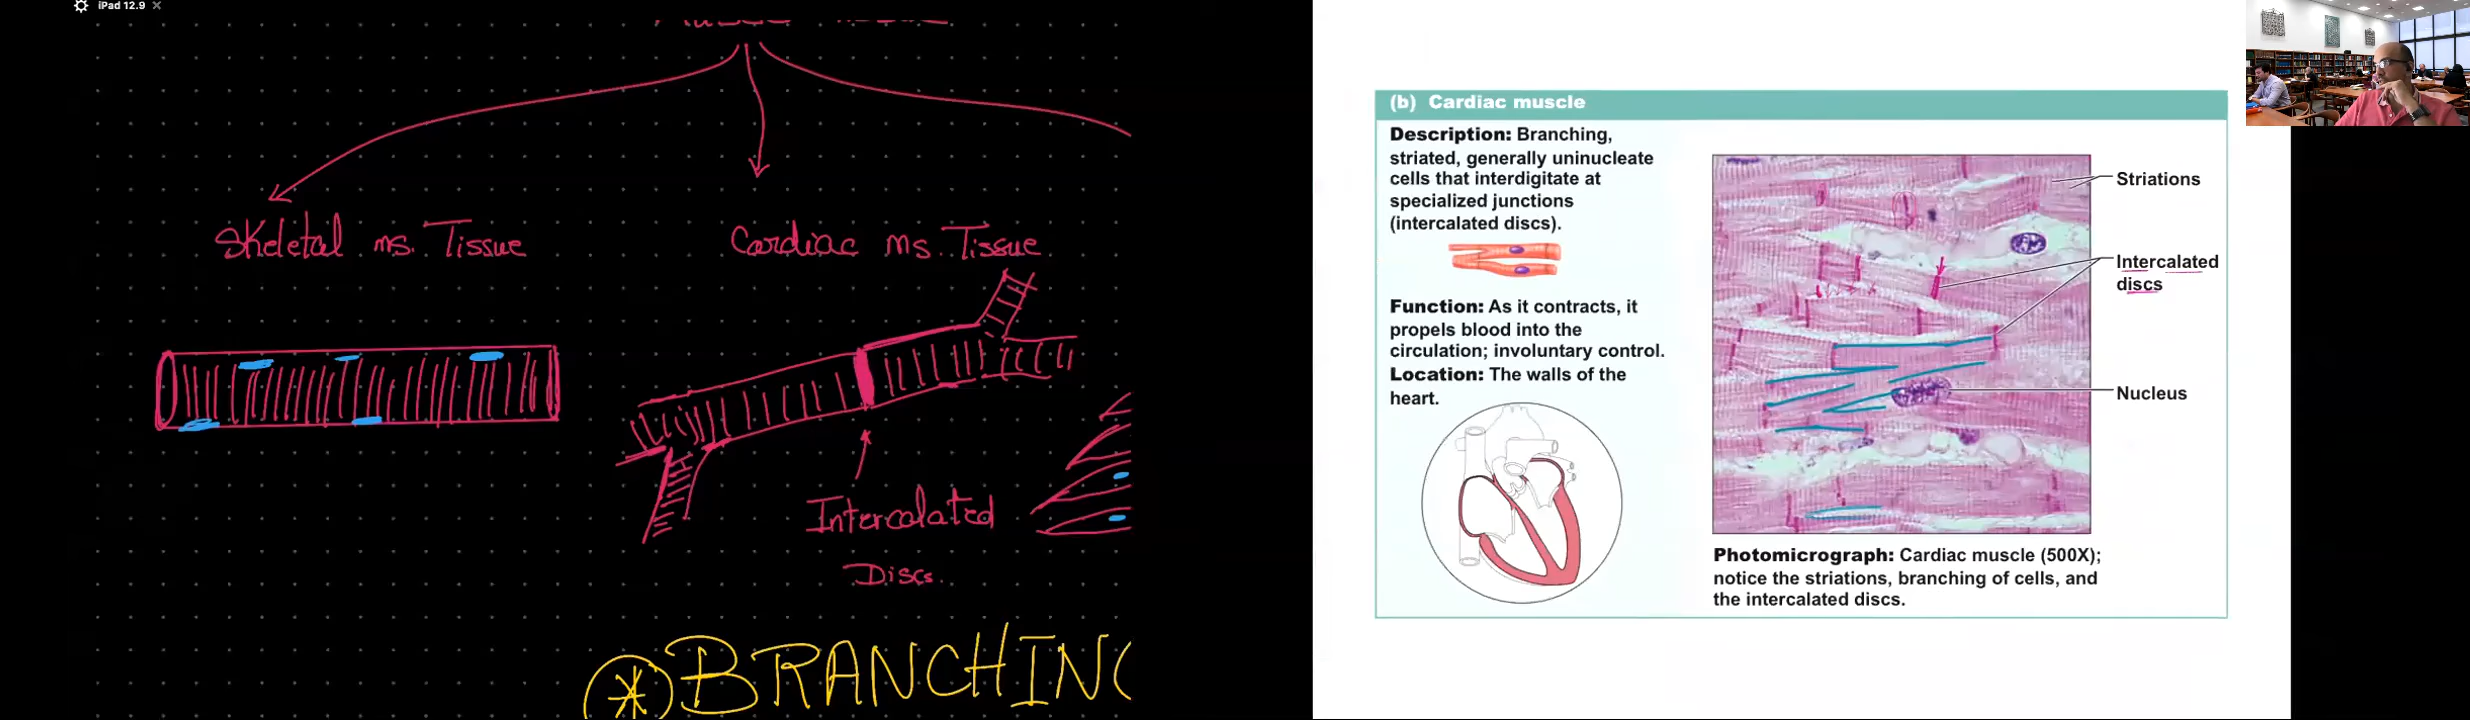 iPad 12.9
Skeletal ms. Tissue
Cardiac ms. Tissue
Intercalated
Discs.
BRANCHING
(b) Cardiac muscle
Description: Branching,
striated, generally uninucleate
cells that interdigitate at
specialized junctions
(intercalated discs).
Function: As it contracts, it
propels blood into the
circulation; involuntary control.
Location: The walls of the
heart.
Striations
Intercalated
discs
Nucleus
Photomicrograph: Cardiac muscle (500X);
notice the striations, branching of cells, and
the intercalated discs.